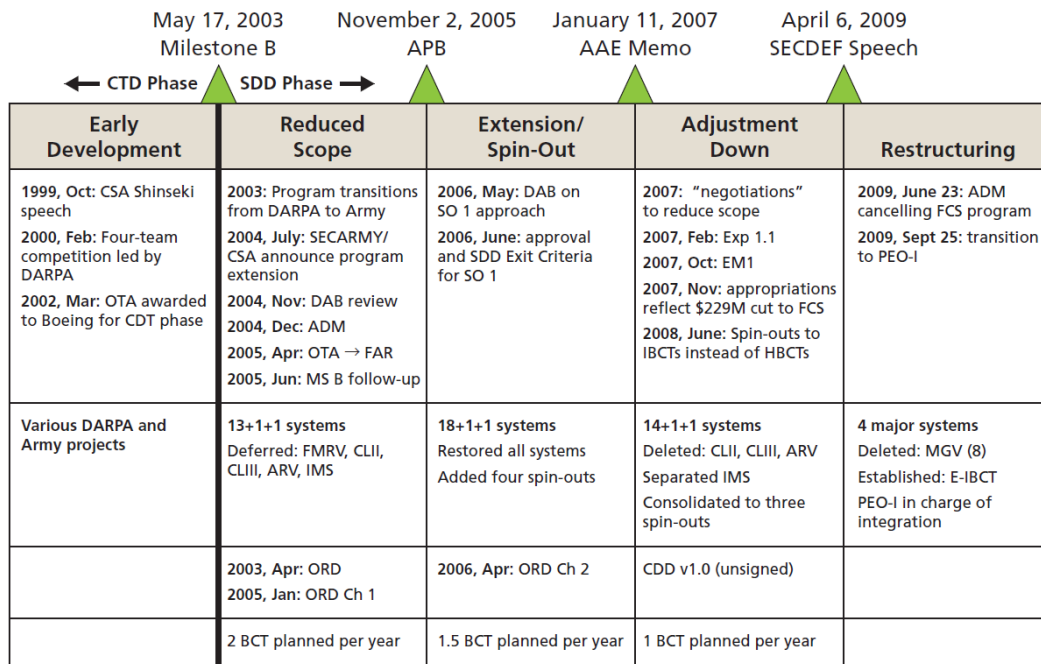 May 17, 2003
Milestone B
November 2, 2005
APB
January 11, 2007
AAE Memo
April 6, 2009
SECDEF Speech
← CTD Phase
SDD Phase →
Early
Development
Reduced
Scope
Extension/
Spin-Out
Adjustment
Down
Restructuring
1999, Oct: CSA Shinseki
speech
2000, Feb: Four-team
competition led by
DARPA
2002, Mar: OTA awarded
to Boeing for CDT phase
2003: Program transitions
from DARPA to Army
2004, July: SECARMY/
CSA announce program
extension
2004, Nov: DAB review
2004, Dec: ADM
2005, Apr: OTA → FAR
2005, Jun: MS B follow-up
2006, May: DAB on
SO 1 approach
2006, June: approval
and SDD Exit Criteria
for SO 1
2007: “negotiations”
to reduce scope
2007, Feb: Exp 1.1
2007, Oct: EM1
2007, Nov: appropriations
reflect $229M cut to FCS
2008, June: Spin-outs to
IBCTs instead of HBCTs
2009, June 23: ADM
cancelling FCS program
2009, Sept 25: transition
to PEO-I
Various DARPA and
Army projects
13+1+1 systems
Deferred: FMRV, CLII,
CLIII, ARV, IMS
18+1+1 systems
Restored all systems
Added four spin-outs
14+1+1 systems
Deleted: CLII, CLIII, ARV
Separated IMS
Consolidated to three
spin-outs
4 major systems
Deleted: MGV (8)
Established: E-IBCT
PEO-I in charge of
integration
2003, Apr: ORD
2005, Jan: ORD Ch 1
2006, Apr: ORD Ch 2
CDD v1.0 (unsigned)
2 BCT planned per year
1.5 BCT planned per year
1 BCT planned per year